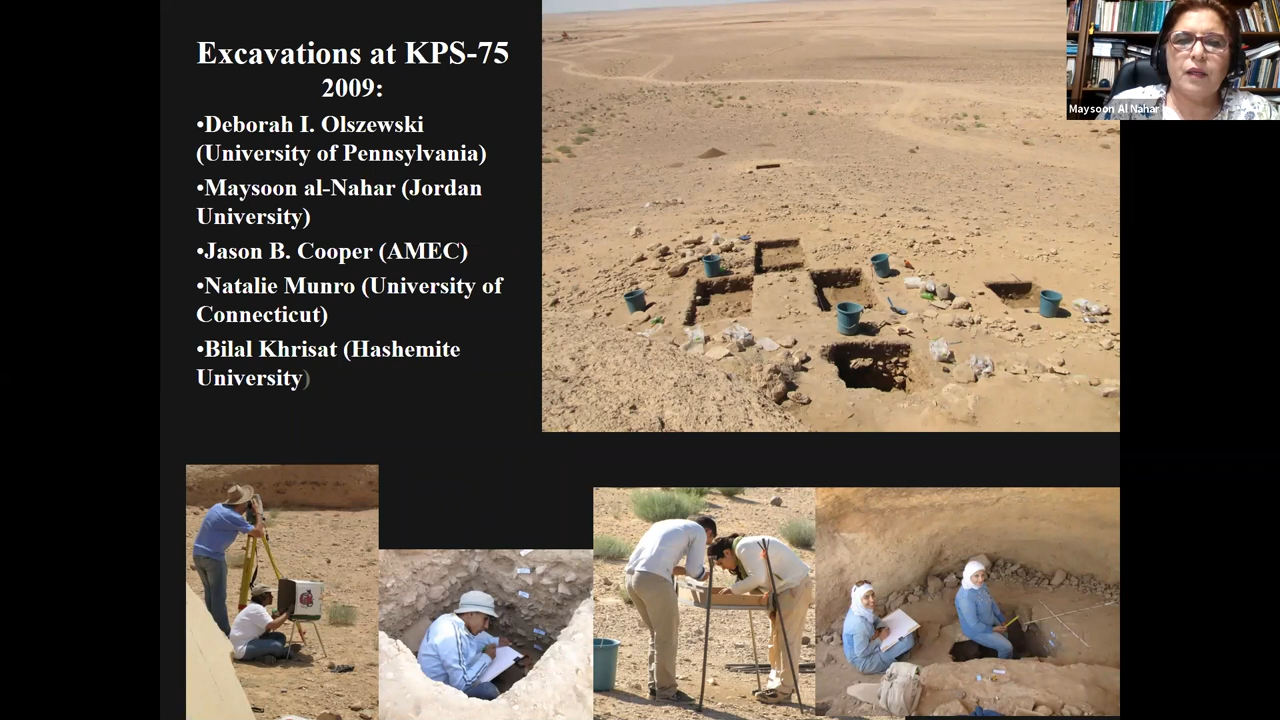 Excavations at KPS-75
2009:
•Deborah I. Olszewski
(University of Pennsylvania)
•Maysoon al-Nahar (Jordan
University)
•Jason B. Cooper (AMEC)
•Natalie Munro (University of
Connecticut)
•Bilal Khrisat (Hashemite
University)
Maysoon Al Nahar